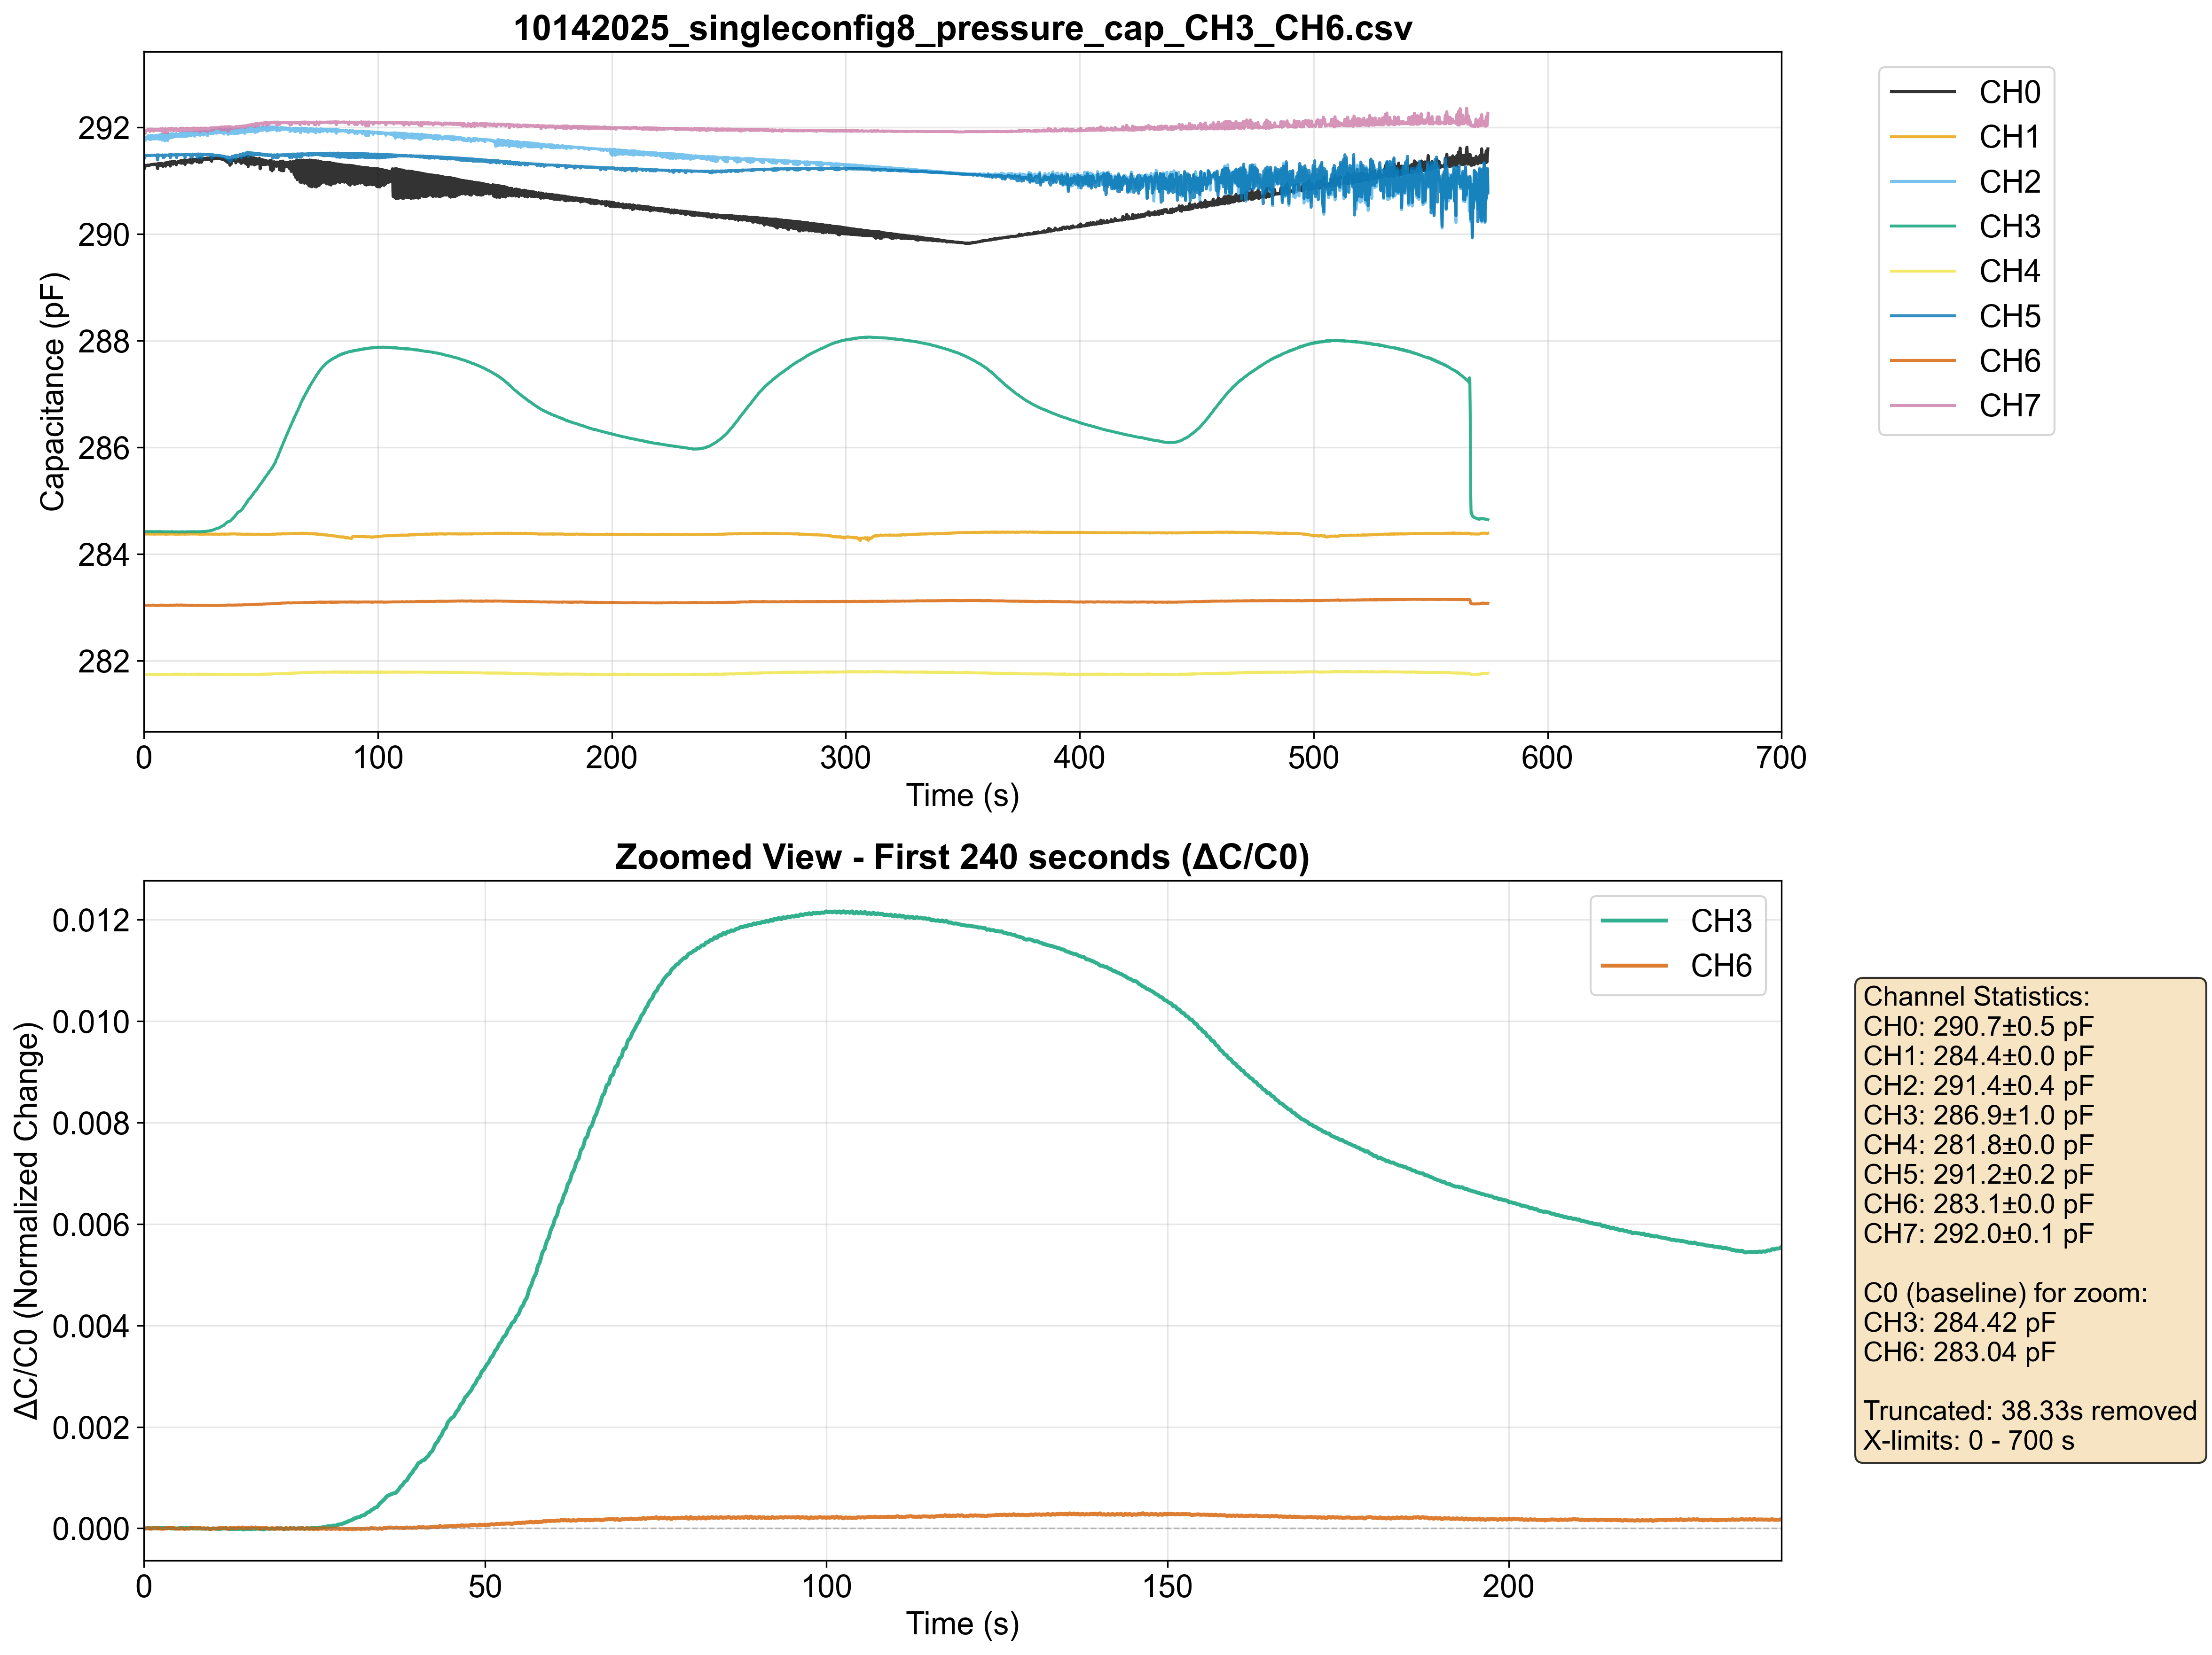 10142025_singleconfig8_pressure_cap_CH3_CH6.csv
Capacitance (pF)
292
290
288
286
284
282
0 100 200 300 400 500 600 700
Time (s)
CH0
CH1
CH2
CH3
CH4
CH5
CH6
CH7
Zoomed View - First 240 seconds (ΔC/C0)
ΔC/C0 (Normalized Change)
0.012
0.010
0.008
0.006
0.004
0.002
0.000
0 50 100 150 200
Time (s)
CH3
CH6
Channel Statistics:
CH0: 290.7±0.5 pF
CH1: 284.4±0.0 pF
CH2: 291.4±0.4 pF
CH3: 286.9±1.0 pF
CH4: 281.8±0.0 pF
CH5: 291.2±0.2 pF
CH6: 283.1±0.0 pF
CH7: 292.0±0.1 pF
C0 (baseline) for zoom:
CH3: 284.42 pF
CH6: 283.04 pF
Truncated: 38.33s removed
X-limits: 0 - 700 s